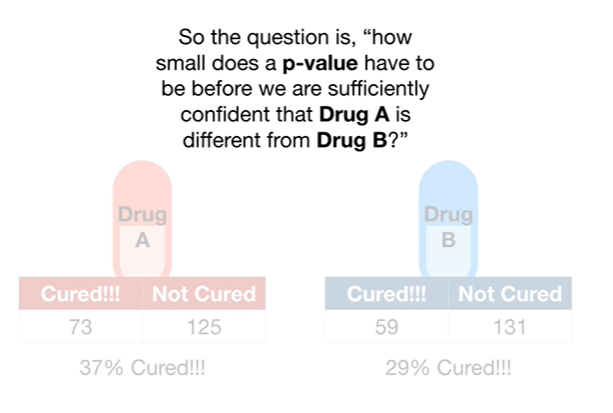 So the question is, “how
small does a p-value have to
be before we are sufficiently
confident that Drug A is
different from Drug B?”
Drug
A
Cured!!! Not Cured
73 125
37% Cured!!!
Drug
B
Cured!!! Not Cured
59 131
29% Cured!!!